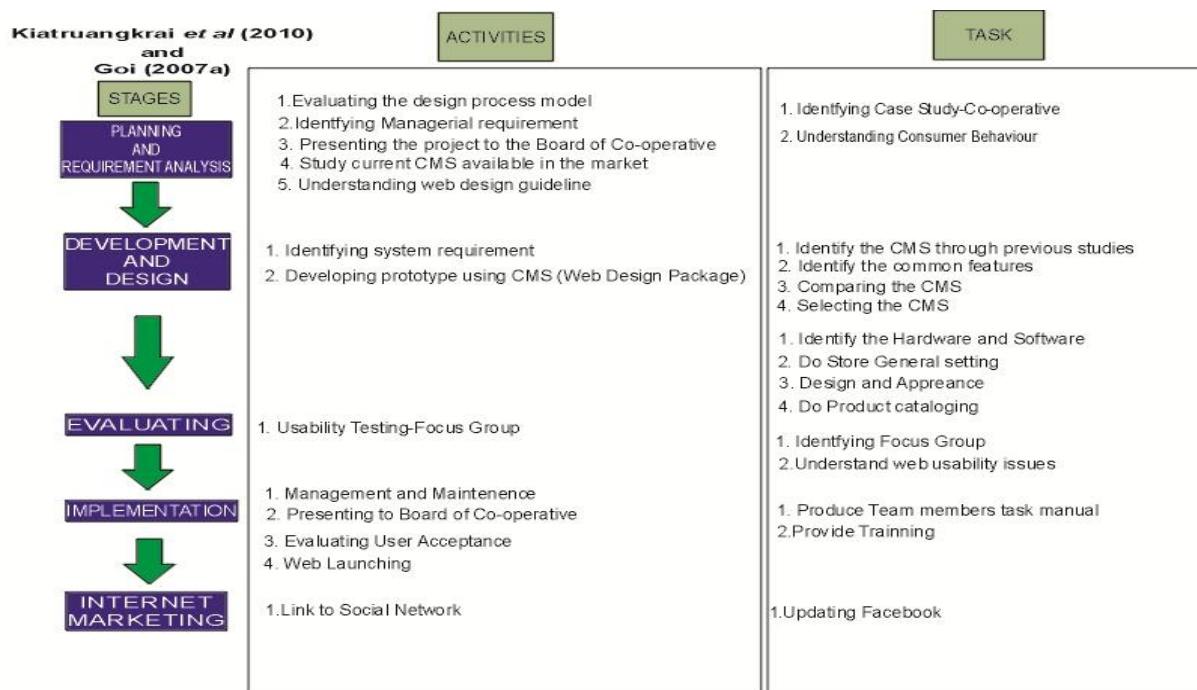 Kiatruangkrai et al (2010)
and
Goi (2007a)
STAGES
ACTIVITIES
TASK
PLANNING
AND
REQUIREMENT ANALYSIS
1.Evaluating the design process model
2.Identfying Managerial requirement
3. Presenting the project to the Board of Co-operative
4. Study current CMS available in the market
5. Understanding web design guideline
1. Identfying Case Study-Co-operative
2. Understanding Consumer Behaviour
DEVELOPMENT
AND
DESIGN
1. Identifying system requirement
2. Developing prototype using CMS (Web Design Package)
1. Identify the CMS through previous studies
2. Identify the common features
3. Comparing the CMS
4. Selecting the CMS
1. Identify the Hardware and Software
2. Do Store General setting
3. Design and Appreance
4. Do Product cataloging
EVALUATING
1. Usability Testing-Focus Group
1. Identfying Focus Group
2.Understand web usability issues
IMPLEMENTATION
1. Management and Maintenence
2. Presenting to Board of Co-operative
3. Evaluating User Acceptance
4. Web Launching
1. Produce Team members task manual
2.Provide Trainning
INTERNET
MARKETING
1.Link to Social Network
1.Updating Facebook